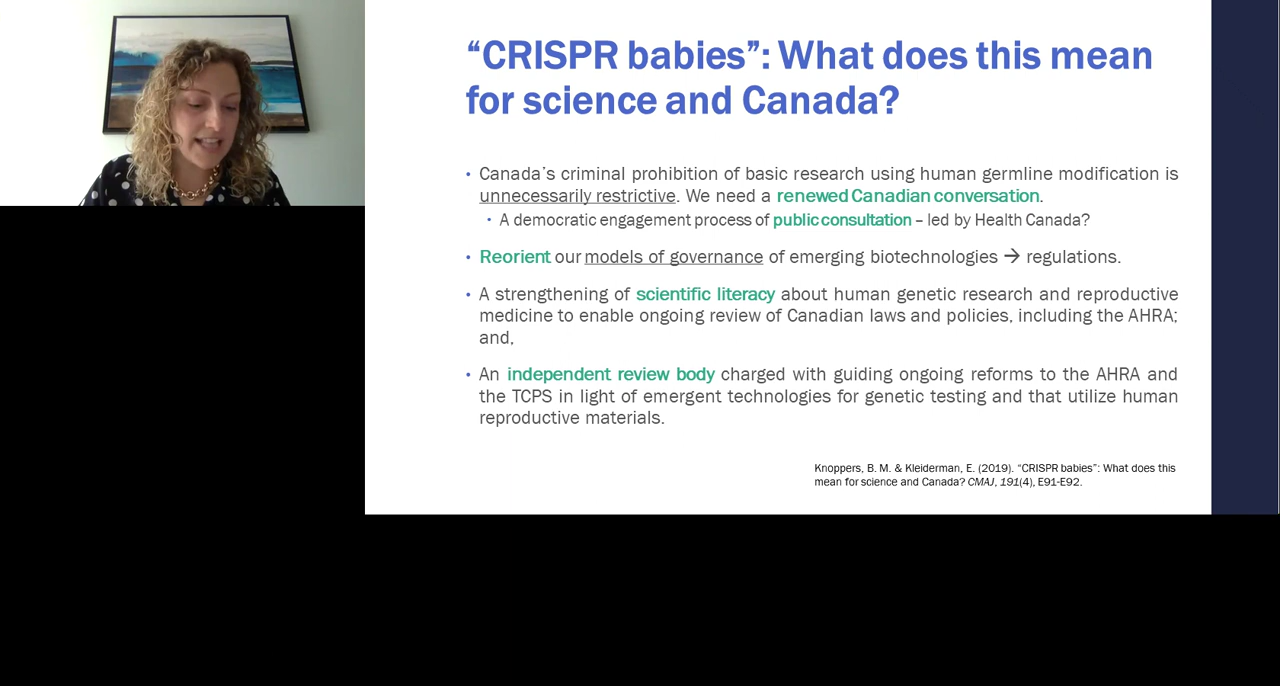 “CRISPR babies”: What does this mean
for science and Canada?
• Canada’s criminal prohibition of basic research using human germline modification is
unnecessarily restrictive. We need a renewed Canadian conversation.
• A democratic engagement process of public consultation – led by Health Canada?
• Reorient our models of governance of emerging biotechnologies → regulations.
• A strengthening of scientific literacy about human genetic research and reproductive
medicine to enable ongoing review of Canadian laws and policies, including the AHRA;
and,
• An independent review body charged with guiding ongoing reforms to the AHRA and
the TCPS in light of emergent technologies for genetic testing and that utilize human
reproductive materials.
Knoppers, B. M. & Kleiderman, E. (2019). “CRISPR babies”: What does this
mean for science and Canada? CMAJ, 191(4), E91-E92.